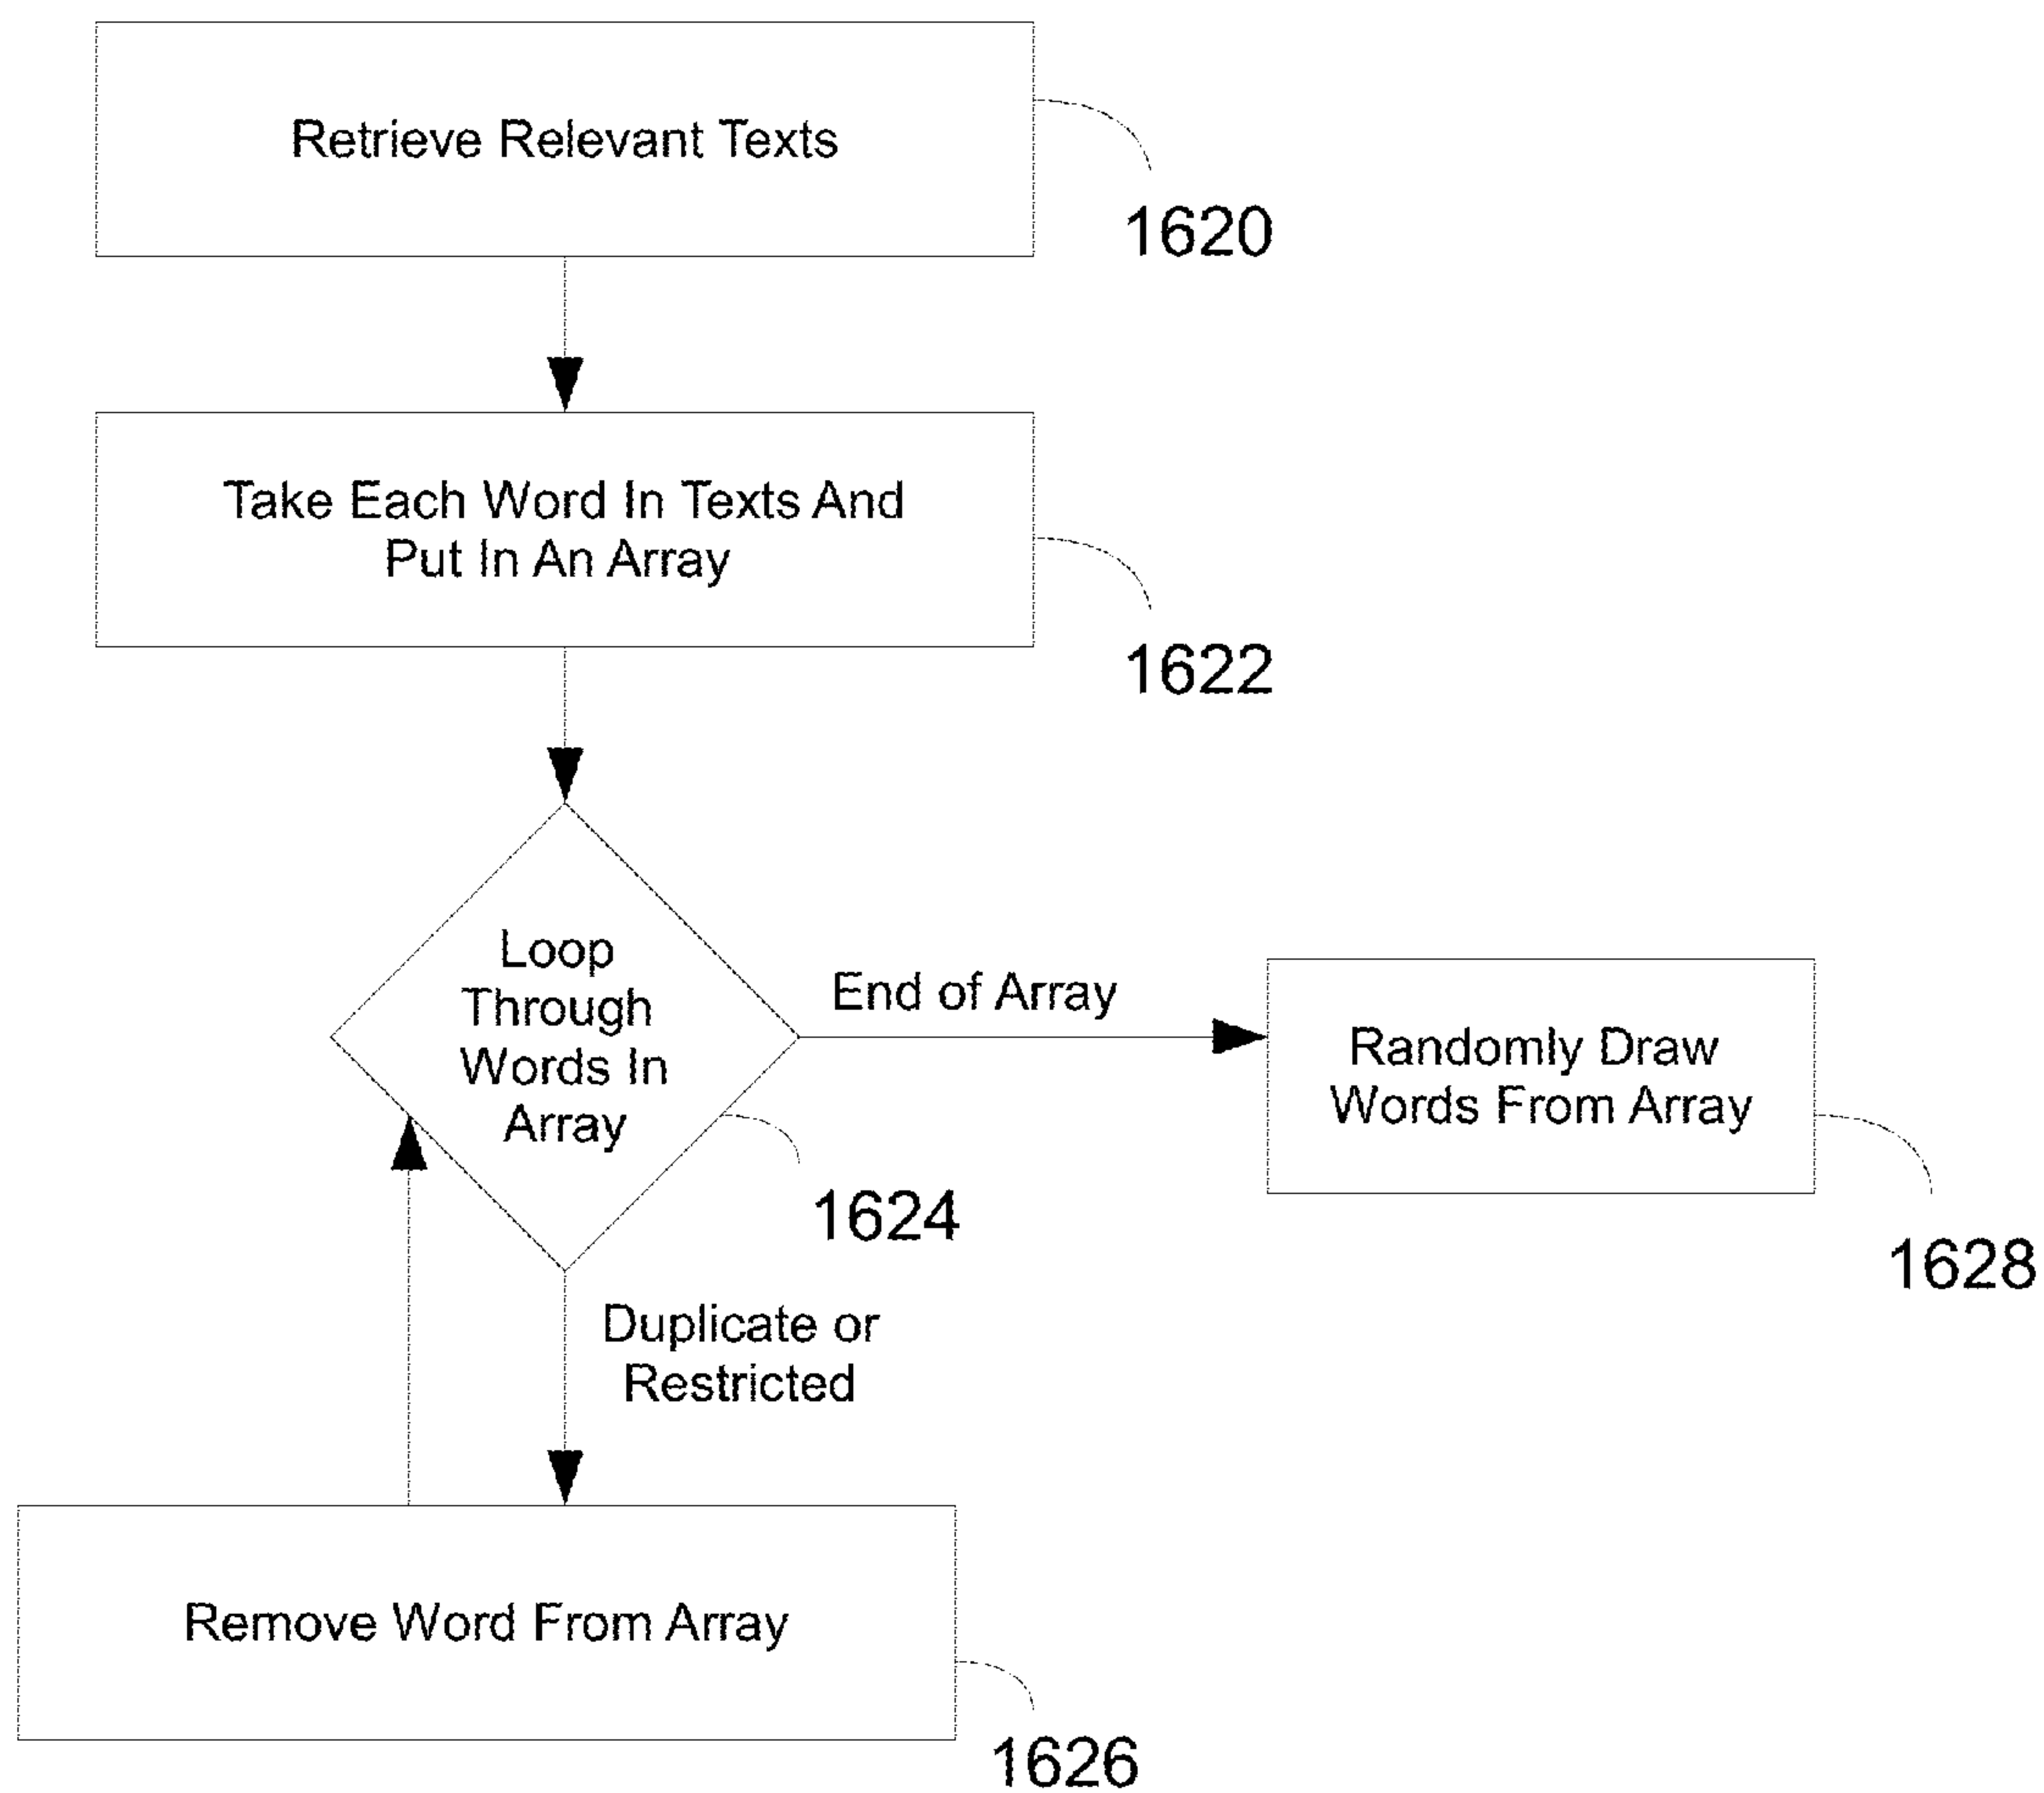 Retrieve Relevant Texts
1620
Take Each Word In Texts And
Put In An Array
1622
Loop
Through
Words In
Array
End of Array
Randomly Draw
Words From Array
1624
1628
Duplicate or
Restricted
Remove Word From Array
1626